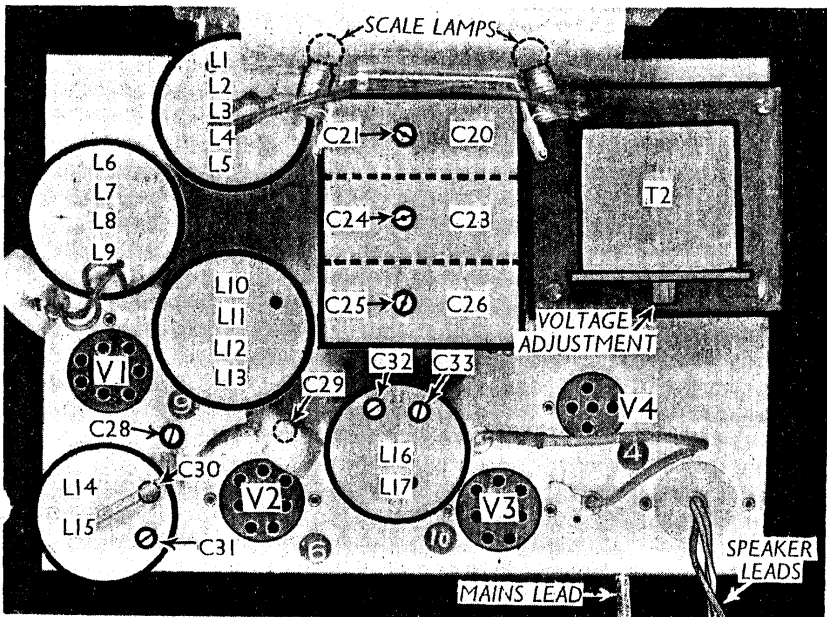 SCALE LAMPS
L1
L2
L3
L4
L5
C21 C20
L6
L7
L8
L9
T2
C24 C23
L10
L11
L12
L13
C25 C26
VOLTAGE
ADJUSTMENT
V1
C32 C33
C29
V4
C28
L16
L17
4
C30
L14
L15
V2
V3
C31
10
SPEAKER
LEADS
MAINS LEAD